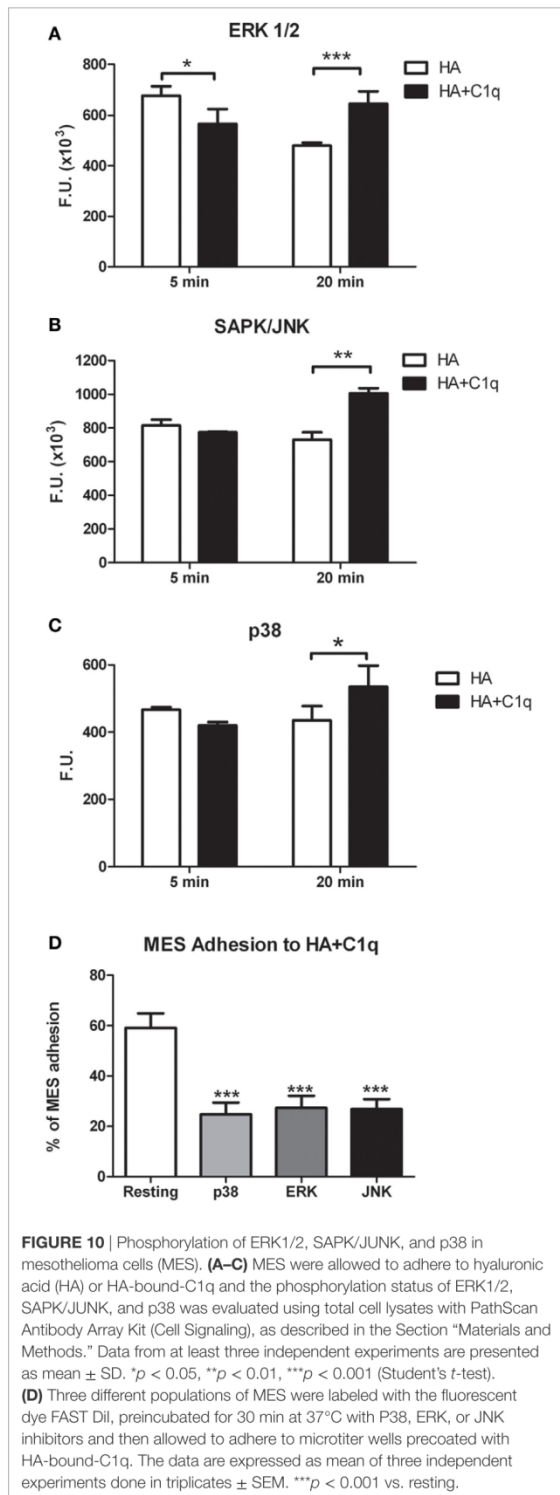 A
ERK 1/2
F.U. (x10³)
800
600
400
200
0
*
***
HA
HA+C1q
5 min
20 min
B
SAPK/JNK
F.U. (x10³)
1200
1000
800
600
400
200
0
**
HA
HA+C1q
5 min
20 min
C
p38
F.U.
600
400
200
0
*
HA
HA+C1q
5 min
20 min
D
MES Adhesion to HA+C1q
% of MES adhesion
80
60
40
20
0
***
***
***
Resting
p38
ERK
JNK
FIGURE 10 | Phosphorylation of ERK1/2, SAPK/JUNK, and p38 in
mesothelioma cells (MES). (A–C) MES were allowed to adhere to hyaluronic
acid (HA) or HA-bound-C1q and the phosphorylation status of ERK1/2,
SAPK/JUNK, and p38 was evaluated using total cell lysates with PathScan
Antibody Array Kit (Cell Signaling), as described in the Section “Materials and
Methods.” Data from at least three independent experiments are presented
as mean ± SD. *p < 0.05, **p < 0.01, ***p < 0.001 (Student’s t-test).
(D) Three different populations of MES were labeled with the fluorescent
dye FAST DiI, preincubated for 30 min at 37°C with P38, ERK, or JNK
inhibitors and then allowed to adhere to microtiter wells precoated with
HA-bound-C1q. The data are expressed as mean of three independent
experiments done in triplicates ± SEM. ***p < 0.001 vs. resting.